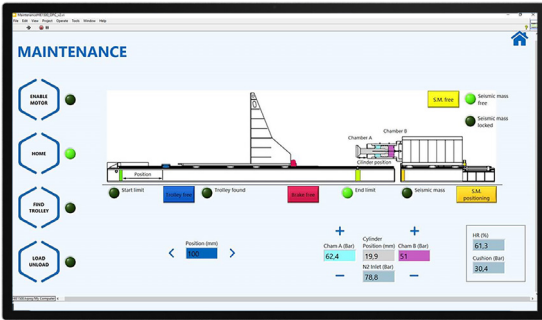 File Edit View Project Operate Tools Window Help
MAINTENANCE
ENABLE
MOTOR
HOME
FIND
TROLLEY
LOAD
UNLOAD
S.M. free
Seismic mass
free
Seismic mass
locked
Chamber A
Chamber B
Cilinder position
Position
Start limit
Trolley free
Trolley found
End limit
Seismic mass
S.M.
positioning
Position (mm)
100
Cham A (Bar)
62,4
Cylinder
Position (mm)
19,9
Cham B (Bar)
51
N2 Inlet (Bar)
78,8
HR (%)
61,3
Cushion (Bar)
30,4